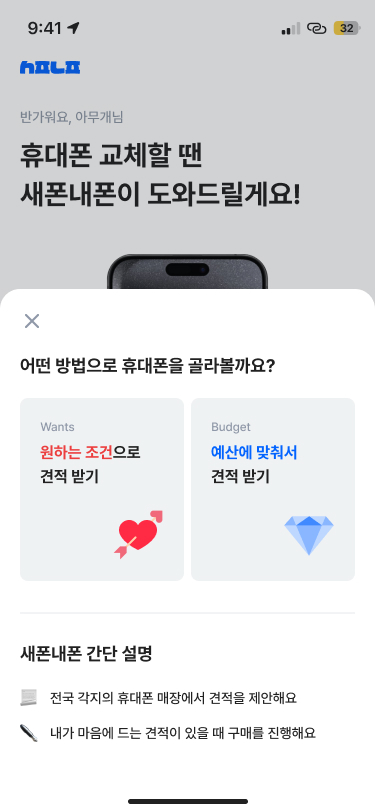 9:41
32
반가워요, 아무개님
휴대폰 교체할 땐
새폰내폰이 도와드릴게요!
어떤 방법으로 휴대폰을 골라볼까요?
Wants
원하는 조건으로
견적 받기
Budget
예산에 맞춰서
견적 받기
새폰내폰 간단 설명
전국 각지의 휴대폰 매장에서 견적을 제안해요
내가 마음에 드는 견적이 있을 때 구매를 진행해요